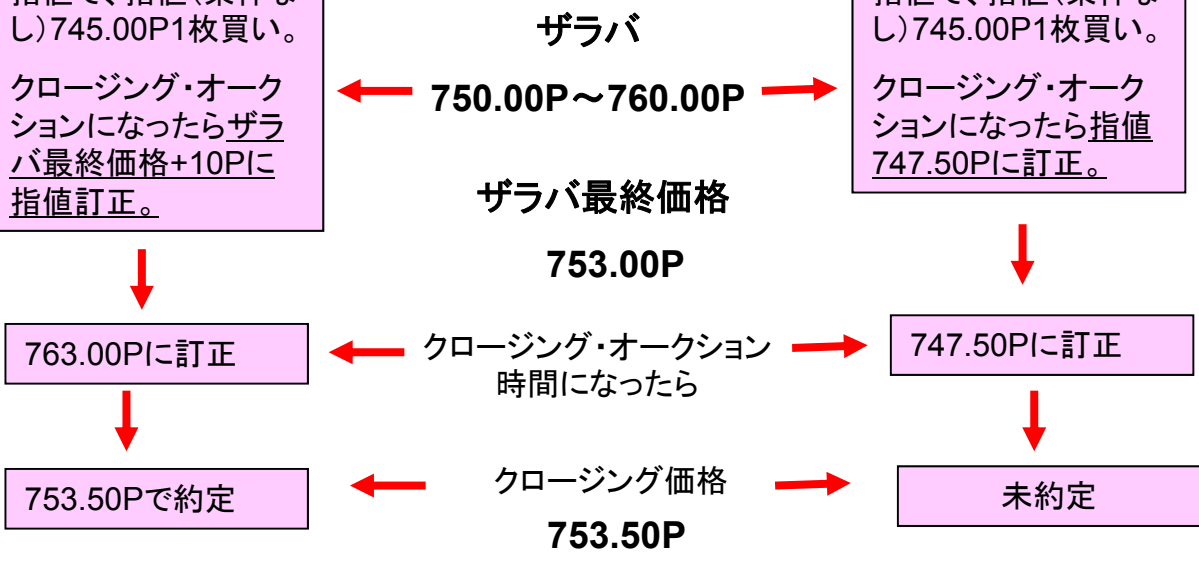 し)745.00P1枚買い。
クロージング・オーク
ションになったらザラ
バ最終価格+10Pに
指値訂正。
ザラバ
750.00P～760.00P
ザラバ最終価格
753.00P
し)745.00P1枚買い。
クロージング・オーク
ションになったら指値
747.50Pに訂正。
763.00Pに訂正
クロージング・オークション
時間になったら
747.50Pに訂正
753.50Pで約定
クロージング価格
753.50P
未約定